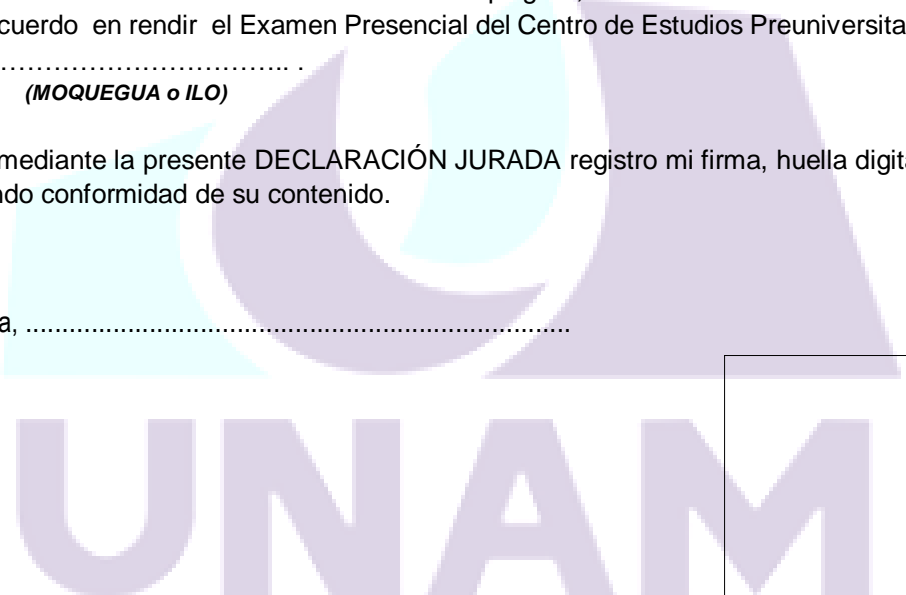 cuerdo en rendir el Examen Presencial del Centro de Estudios Preuniversita
……………………………….. .
(MOQUEGUA o ILO)
mediante la presente DECLARACIÓN JURADA registro mi firma, huella digit
ndo conformidad de su contenido.
a, ...........................................................................
UNAM